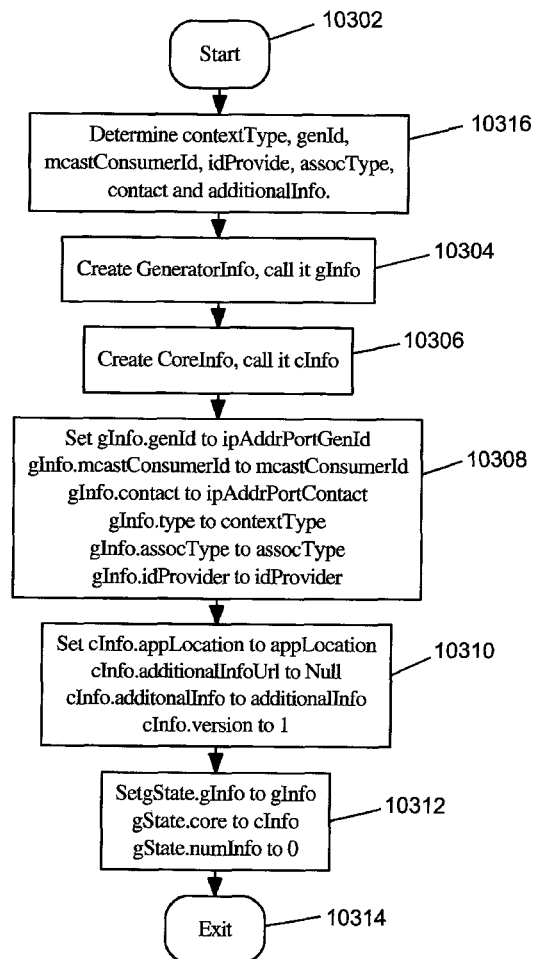 10302
Start
10316
Determine contextType, genId,
mcastConsumerId, idProvide, assocType,
contact and additionalInfo.
10304
Create GeneratorInfo, call it gInfo
10306
Create CoreInfo, call it cInfo
10308
Set gInfo.genId to ipAddrPortGenId
gInfo.mcastConsumerId to mcastConsumerId
gInfo.contact to ipAddrPortContact
gInfo.type to contextType
gInfo.assocType to assocType
gInfo.idProvider to idProvider
10310
Set cInfo.appLocation to appLocation
cInfo.additionalInfoUrl to Null
cInfo.additonalInfo to additionalInfo
cInfo.version to 1
10312
SetgState.gInfo to gInfo
gState.core to cInfo
gState.numInfo to 0
Exit
10314